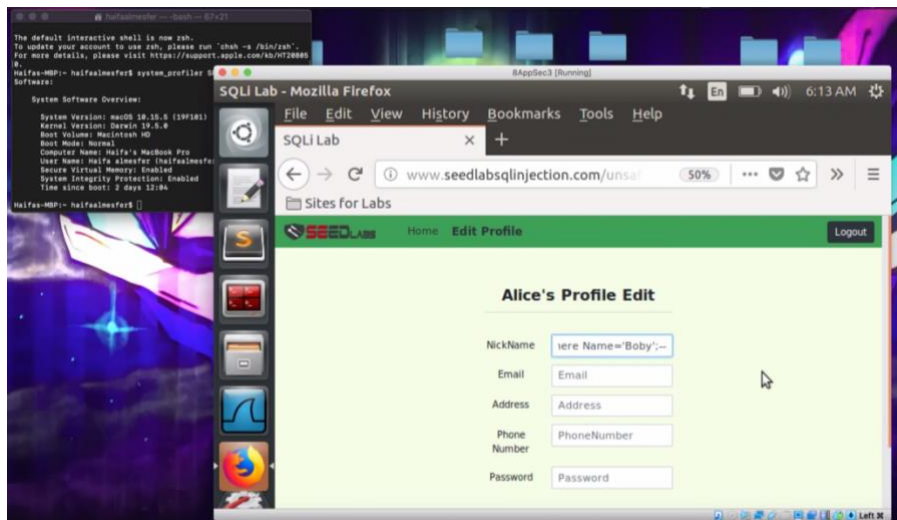 haifaalmesfer — -bash — 87×21
The default interactive shell is now zsh.
To update your account to use zsh, please run `chsh -s /bin/zsh`.
For more details, please visit https://support.apple.com/kb/HT20805
0.
Haifas-MBP:~ haifaalmesfer$ system_profiler
Software:
System Software Overview:
System Version: macOS 10.15.5 (19F101)
Kernel Version: Darwin 19.5.0
Boot Volume: Macintosh HD
Boot Mode: Normal
Computer Name: Haifa's MacBook Pro
User Name: Haifa almesfer (haifaalmesfe
Secure Virtual Memory: Enabled
System Integrity Protection: Enabled
Time since boot: 2 days 12:04
Haifas-MBP:~ haifaalmesfer$
8AppSec3 [Running]
SQLi Lab - Mozilla Firefox
En
6:13 AM
File Edit View History Bookmarks Tools Help
SQLi Lab
www.seedlabsqlinjection.com/unsaf
50%
Sites for Labs
SEEDLABS
Home
Edit Profile
Logout
Alice's Profile Edit
NickName
ere Name='Boby';--
Email
Email
Address
Address
Phone
Number
PhoneNumber
Password
Password
Left ⌘